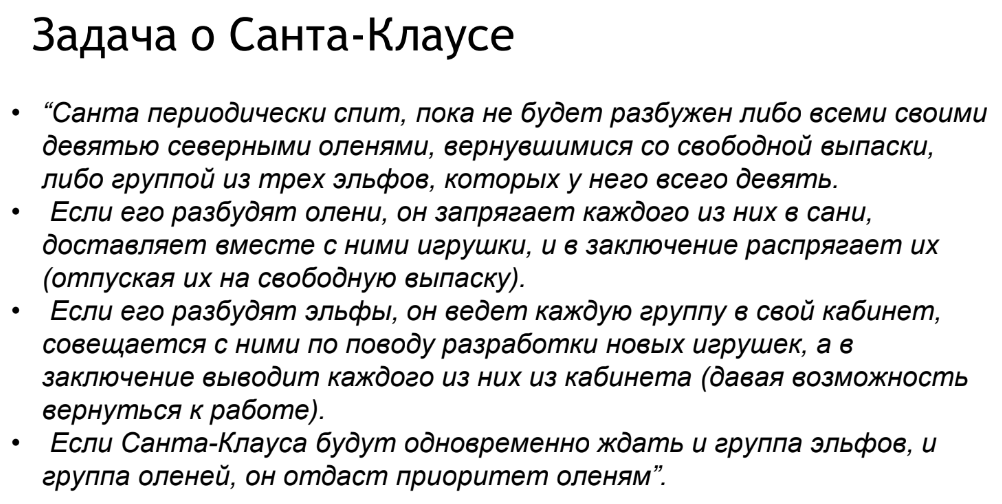 Задача о Санта-Клаусе
• “Санта периодически спит, пока не будет разбужен либо всеми своими
девятью северными оленями, вернувшимися со свободной выпаски,
либо группой из трех эльфов, которых у него всего девять.
• Если его разбудят олени, он запрягает каждого из них в сани,
доставляет вместе с ними игрушки, и в заключение распрягает их
(отпуская их на свободную выпаску).
• Если его разбудят эльфы, он ведет каждую группу в свой кабинет,
совещается с ними по поводу разработки новых игрушек, а в
заключение выводит каждого из них из кабинета (давая возможность
вернуться к работе).
• Если Санта-Клауса будут одновременно ждать и группа эльфов, и
группа оленей, он отдаст приоритет оленям”.